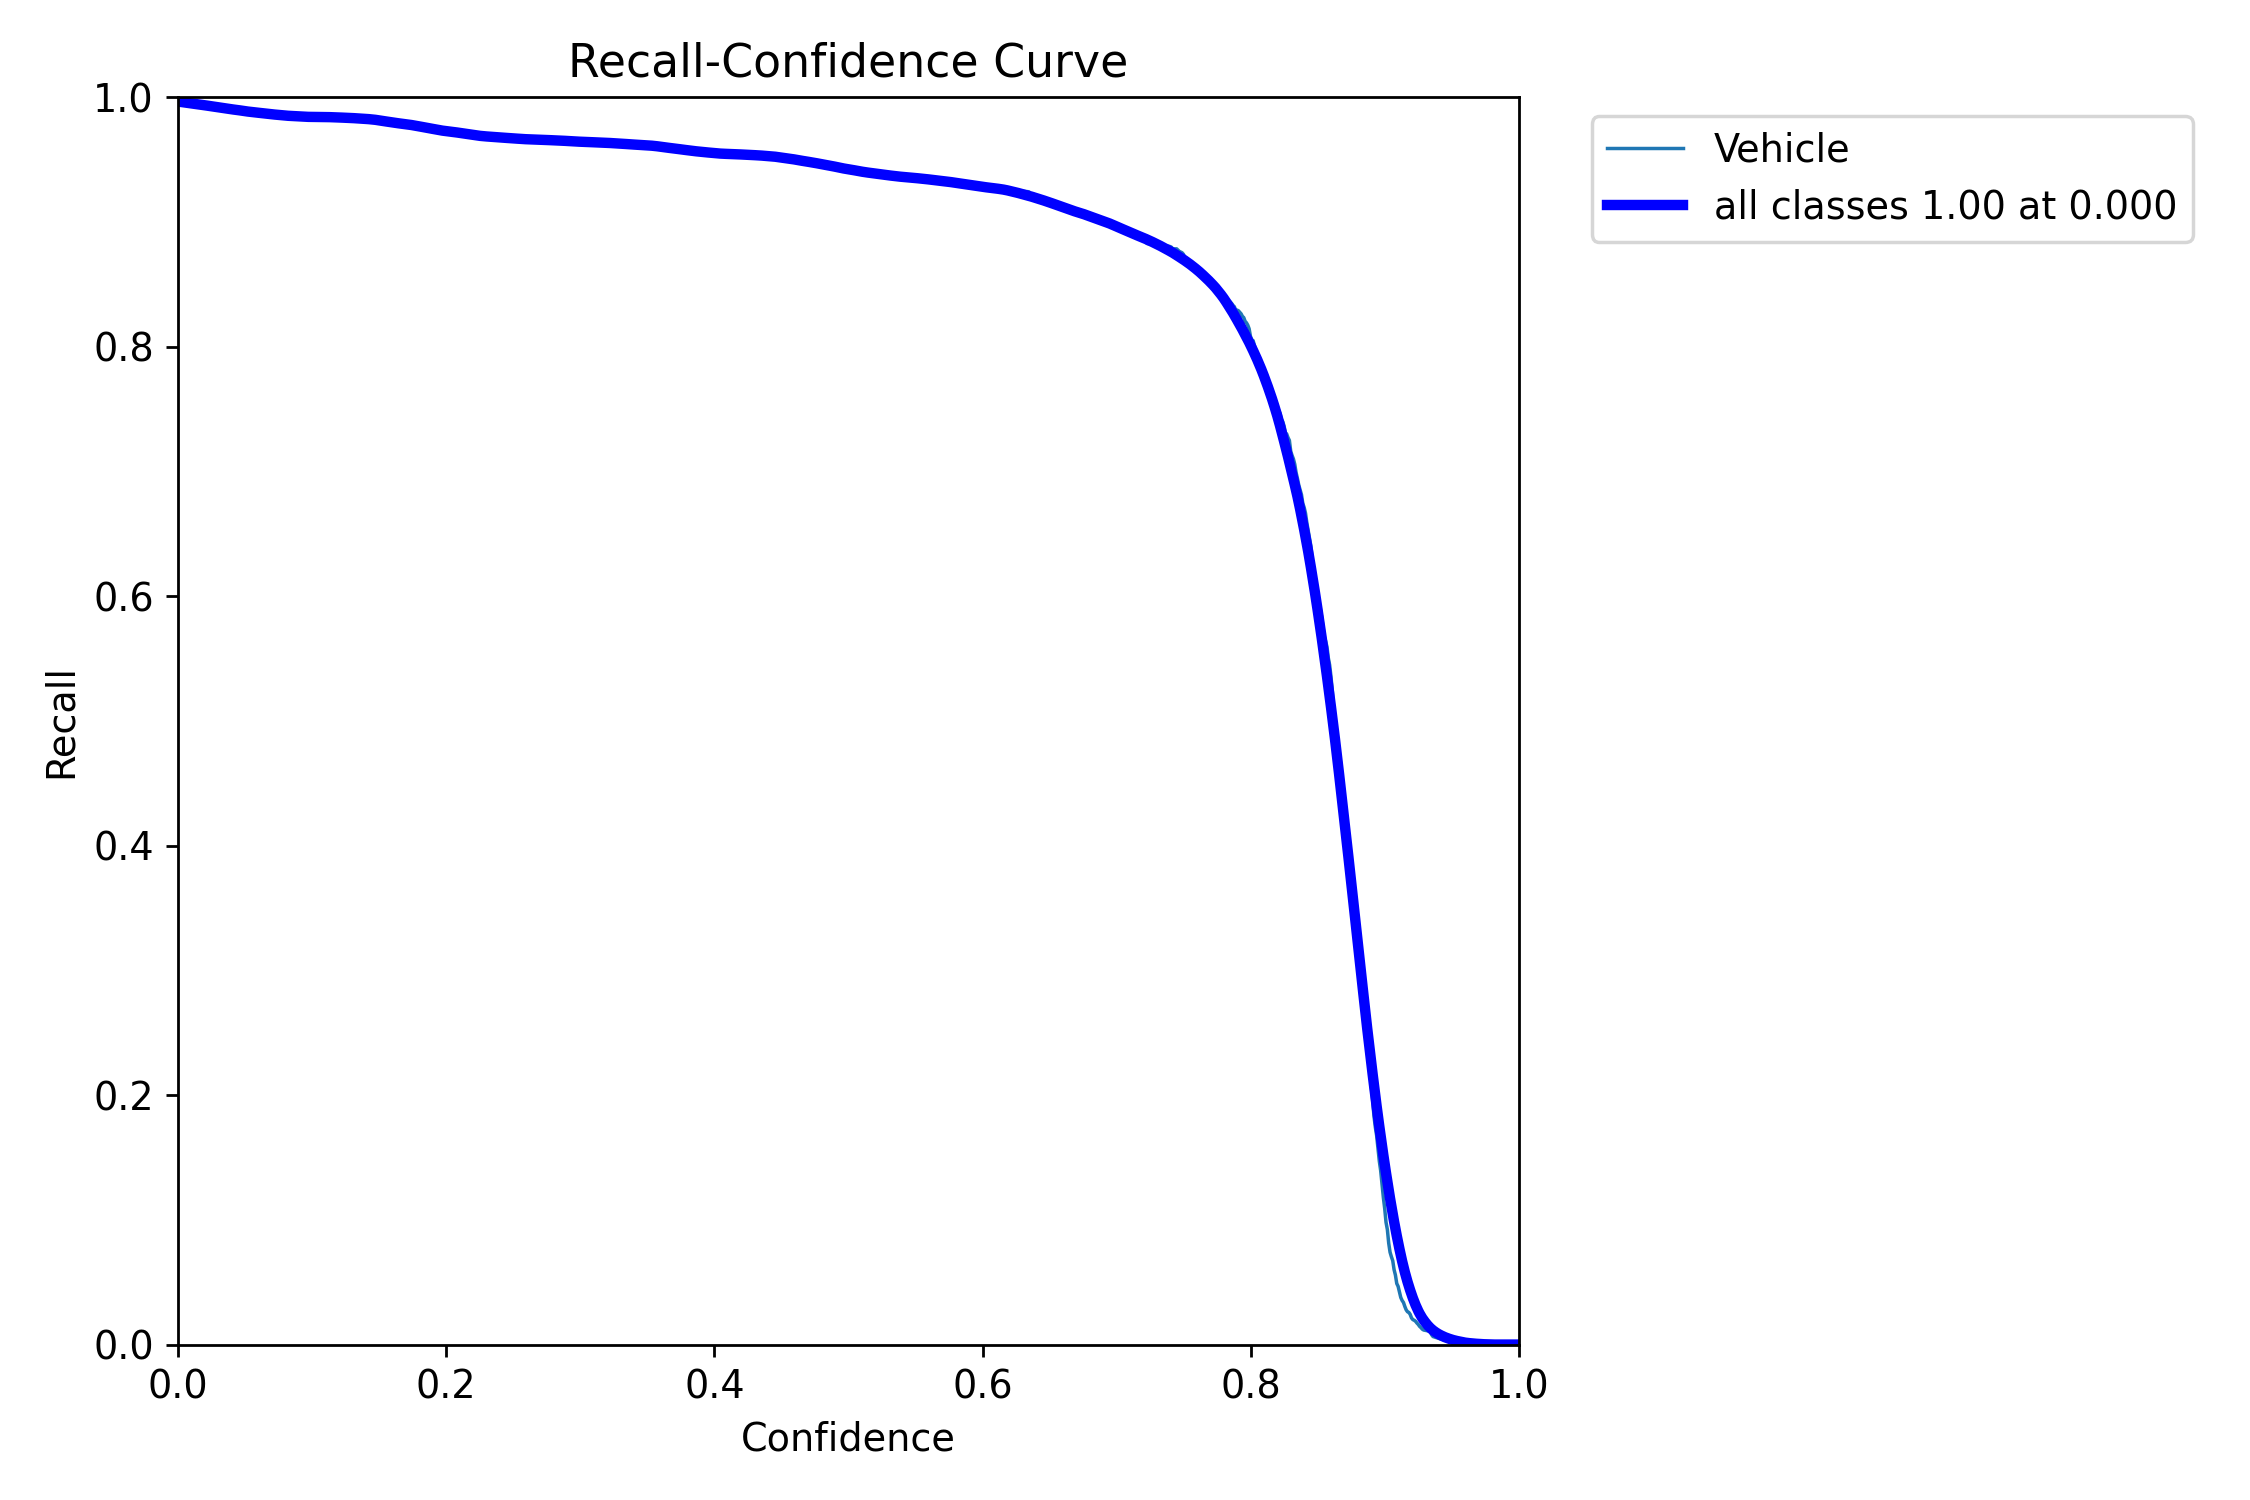 Recall-Confidence Curve
1.0
0.8
0.6
0.4
0.2
0.0
Recall
0.0 0.2 0.4 0.6 0.8 1.0
Confidence
Vehicle
all classes 1.00 at 0.000